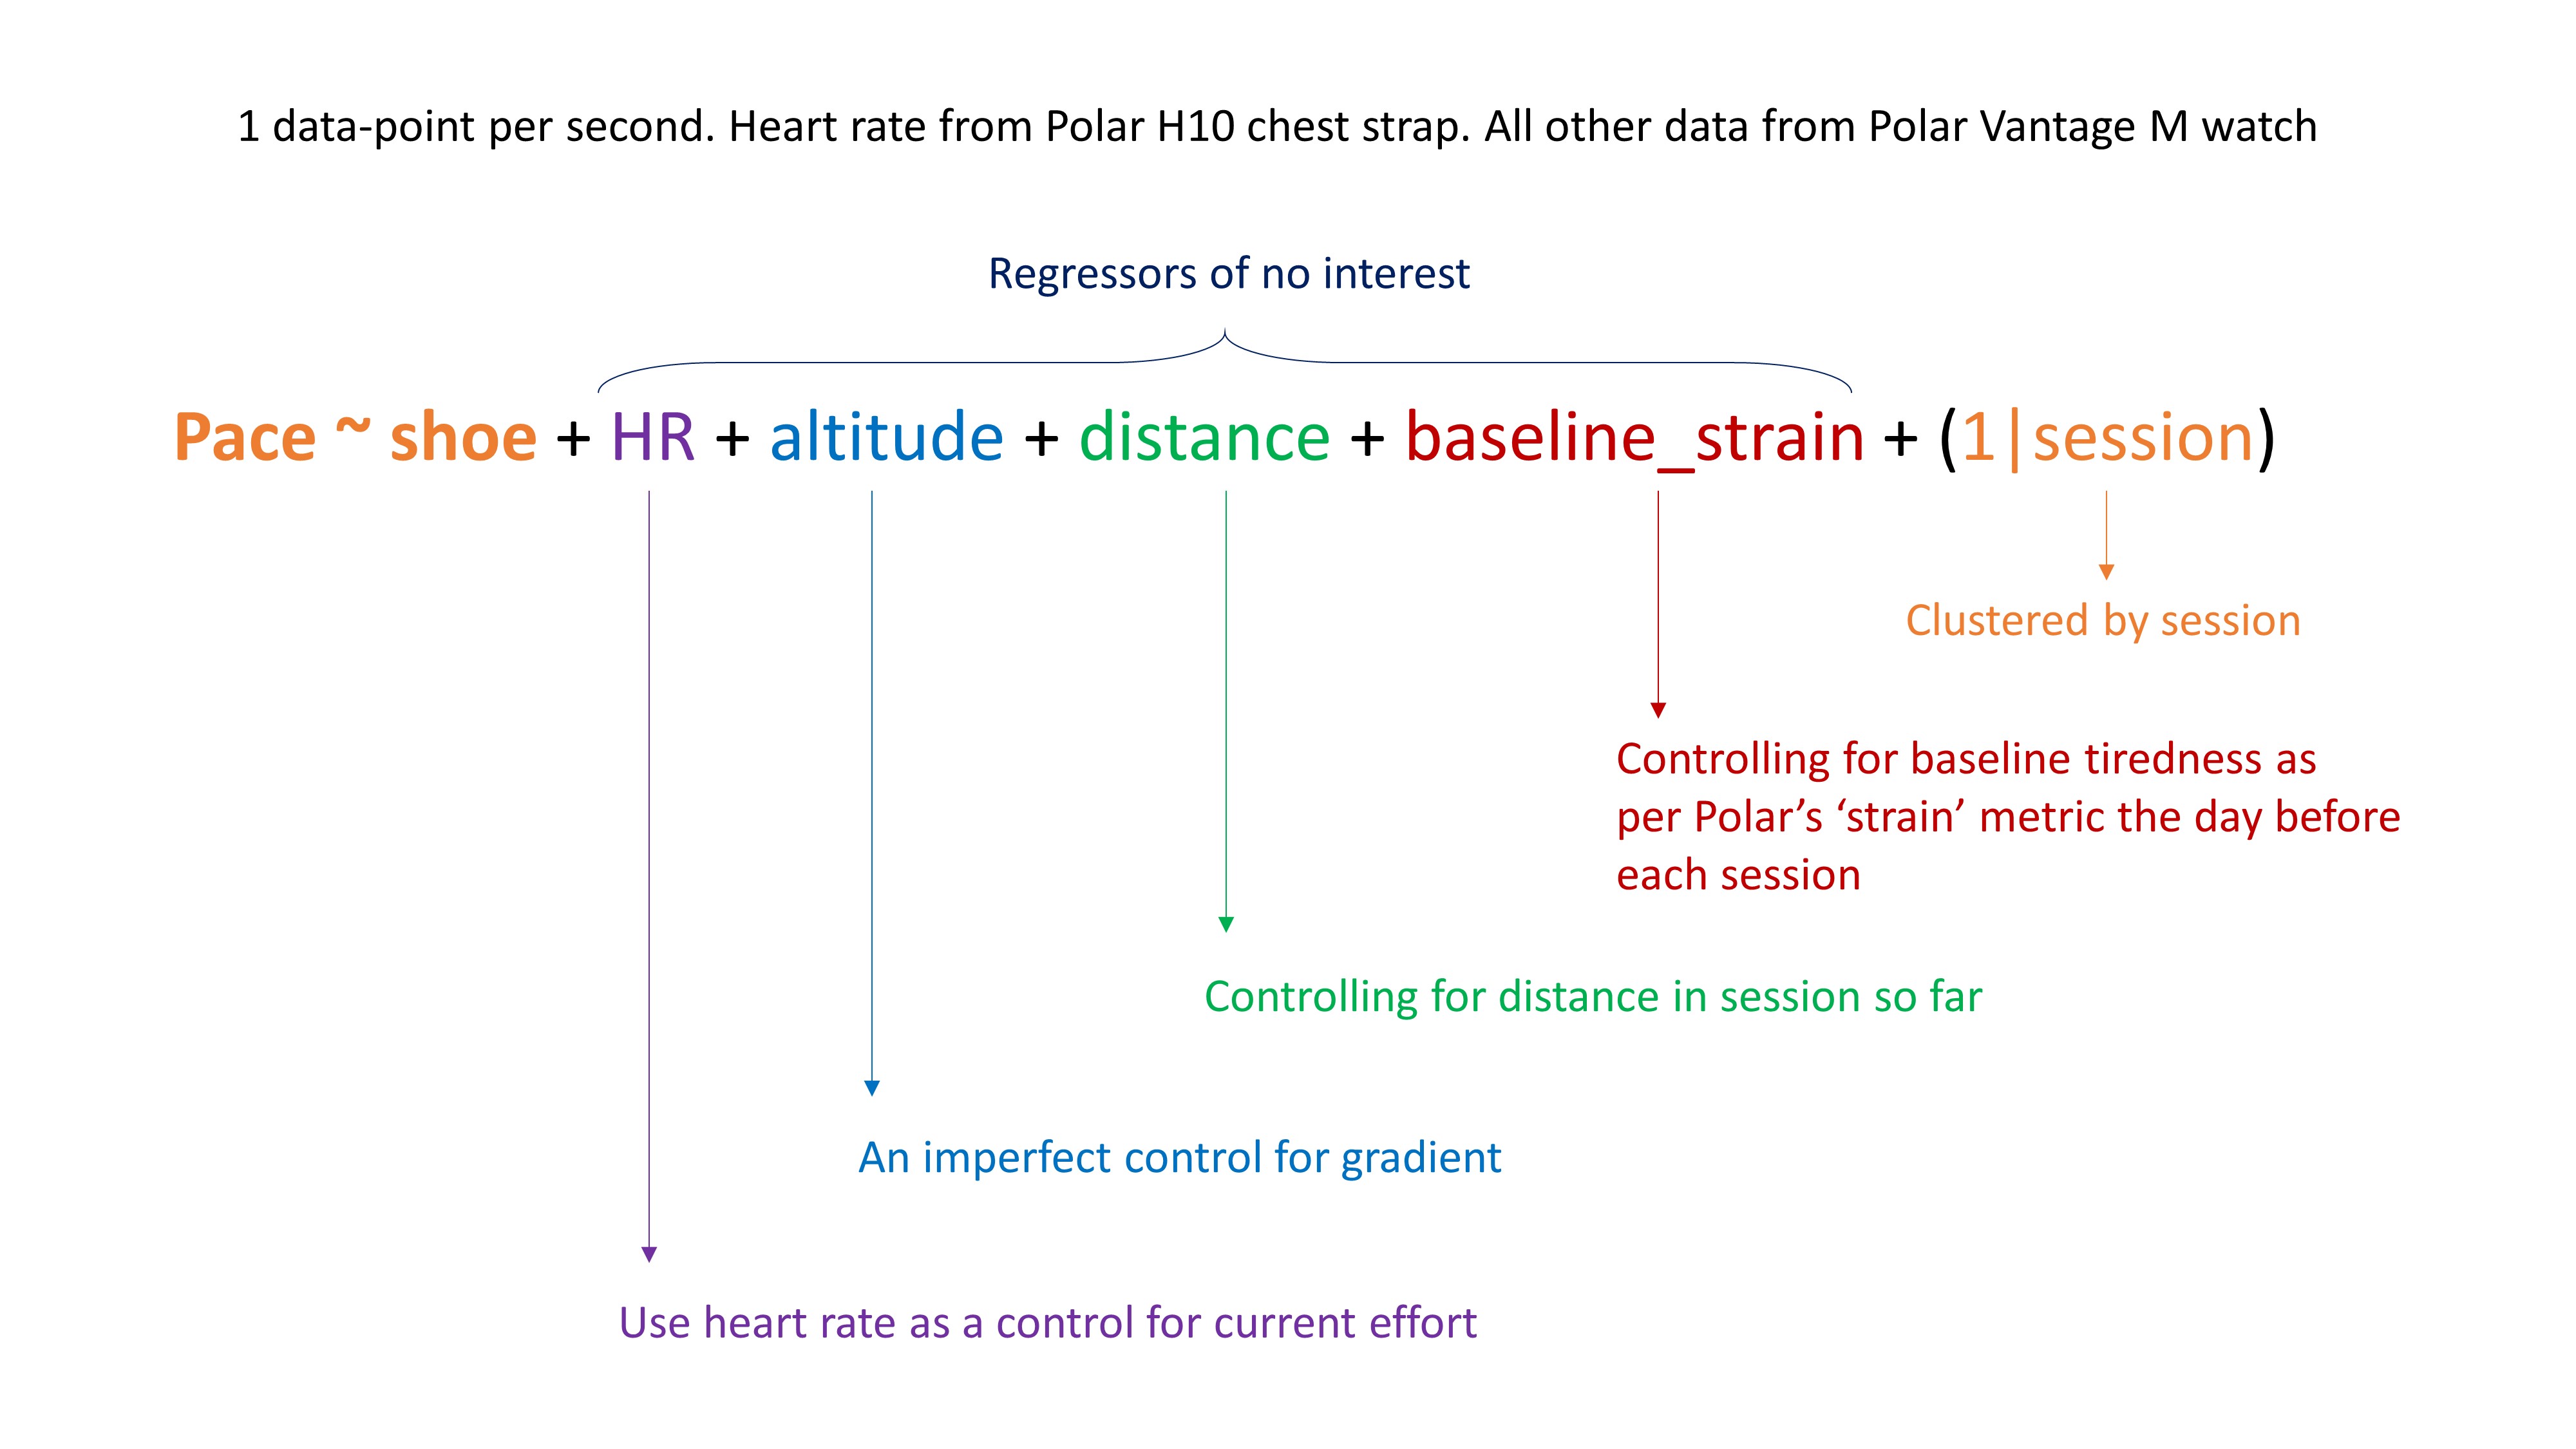 1 data-point per second. Heart rate from Polar H10 chest strap. All other data from Polar Vantage M watch
Regressors of no interest
Pace ~ shoe + HR + altitude + distance + baseline_strain + (1|session)
Clustered by session
Controlling for baseline tiredness as
per Polar’s ‘strain’ metric the day before
each session
Controlling for distance in session so far
An imperfect control for gradient
Use heart rate as a control for current effort